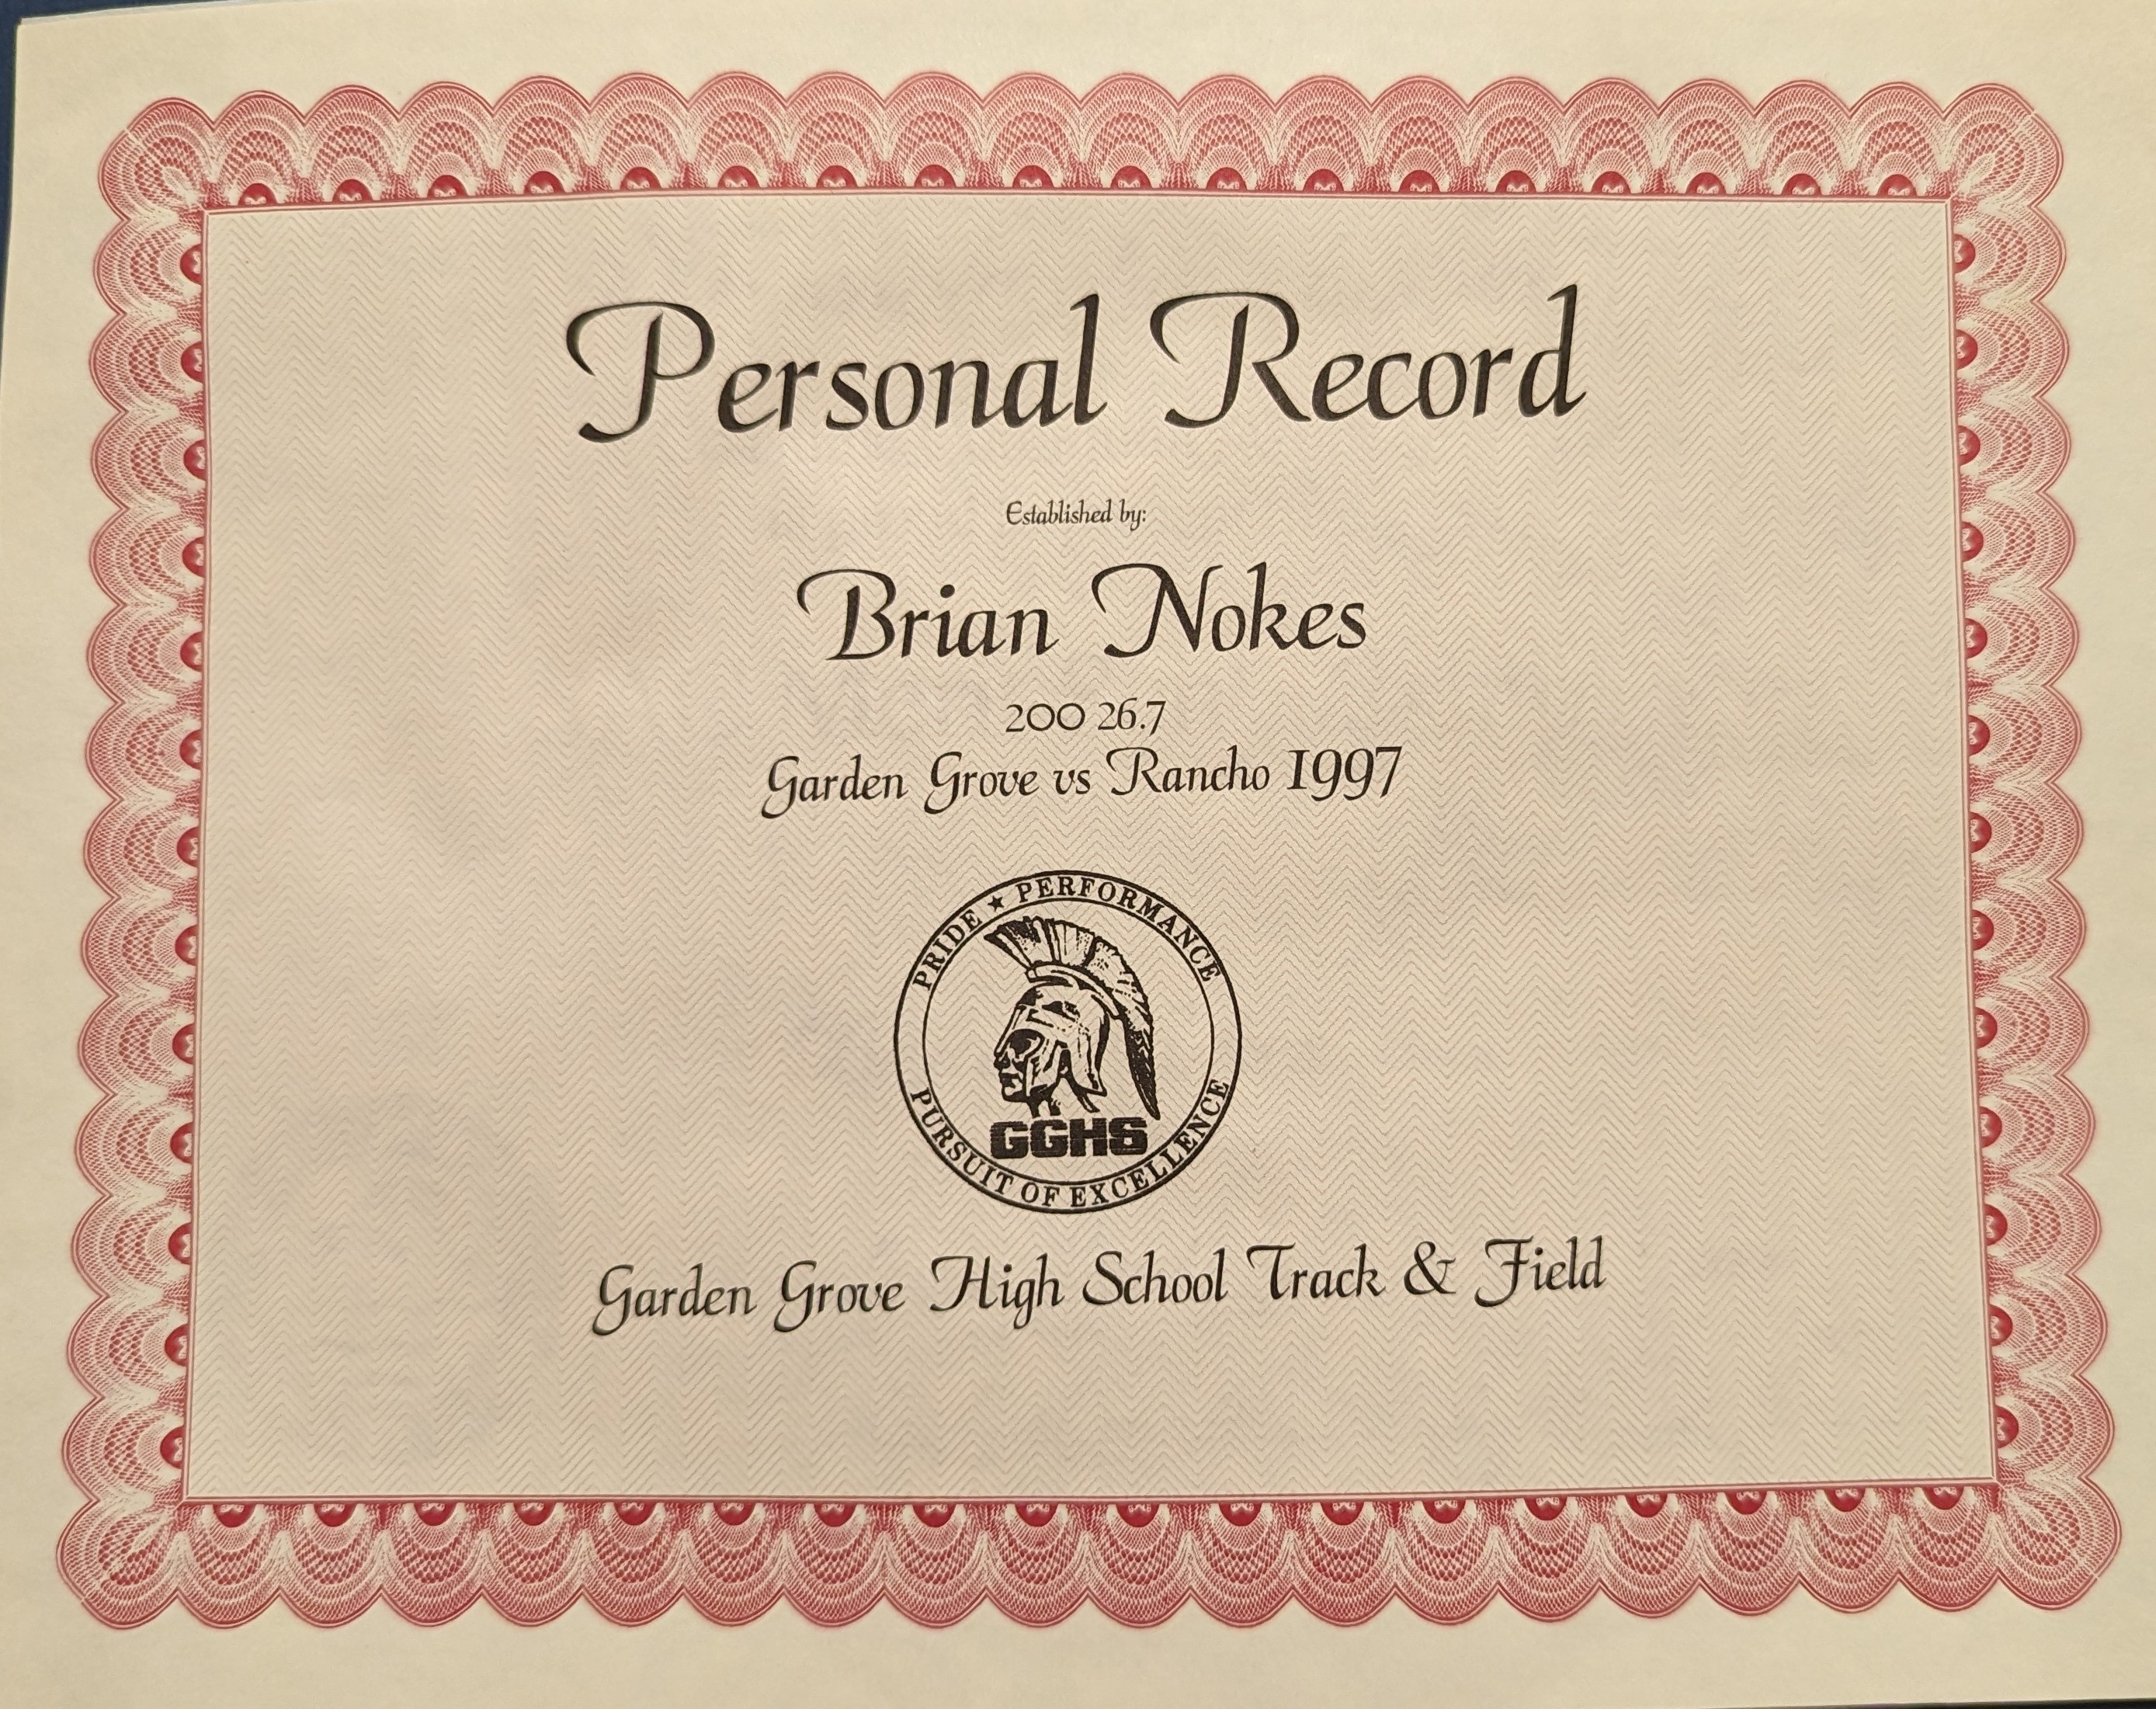 Personal Record
Established by:
Brian Nokes
200 26.7
Garden Grove vs Rancho 1997
PRIDE ★ PERFORMANCE
GGHS
PURSUIT OF EXCELLENCE
Garden Grove High School Track & Field